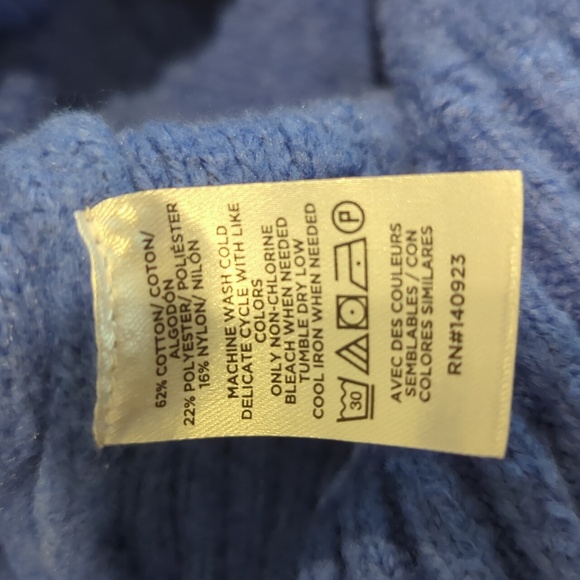 62% COTTON/ COTON/
ALGODÓN
22% POLYESTER/ POLIÉSTER
16% NYLON/ NILÓN
MACHINE WASH COLD
DELICATE CYCLE WITH LIKE
COLORS
ONLY NON-CHLORINE
BLEACH WHEN NEEDED
TUMBLE DRY LOW
COOL IRON WHEN NEEDED
30 P
AVEC DES COULEURS
SEMBLABLES / CON
COLORES SIMILARES
RN#140923